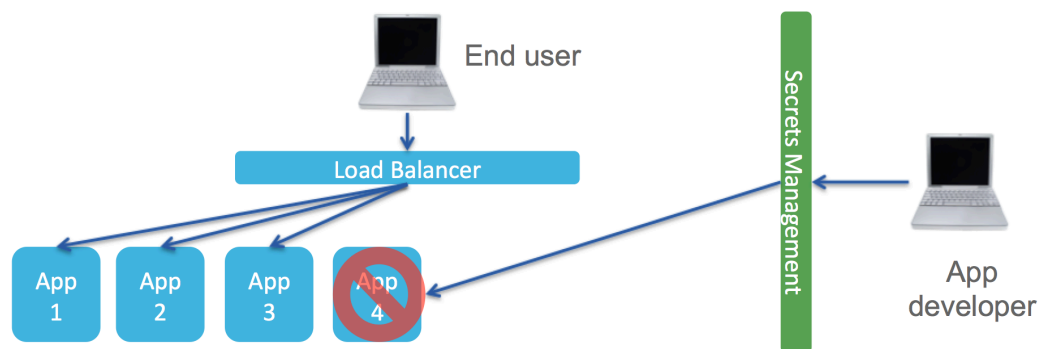 End user
Secrets Management
Load Balancer
App
1
App
2
App
3
App
4
App
developer